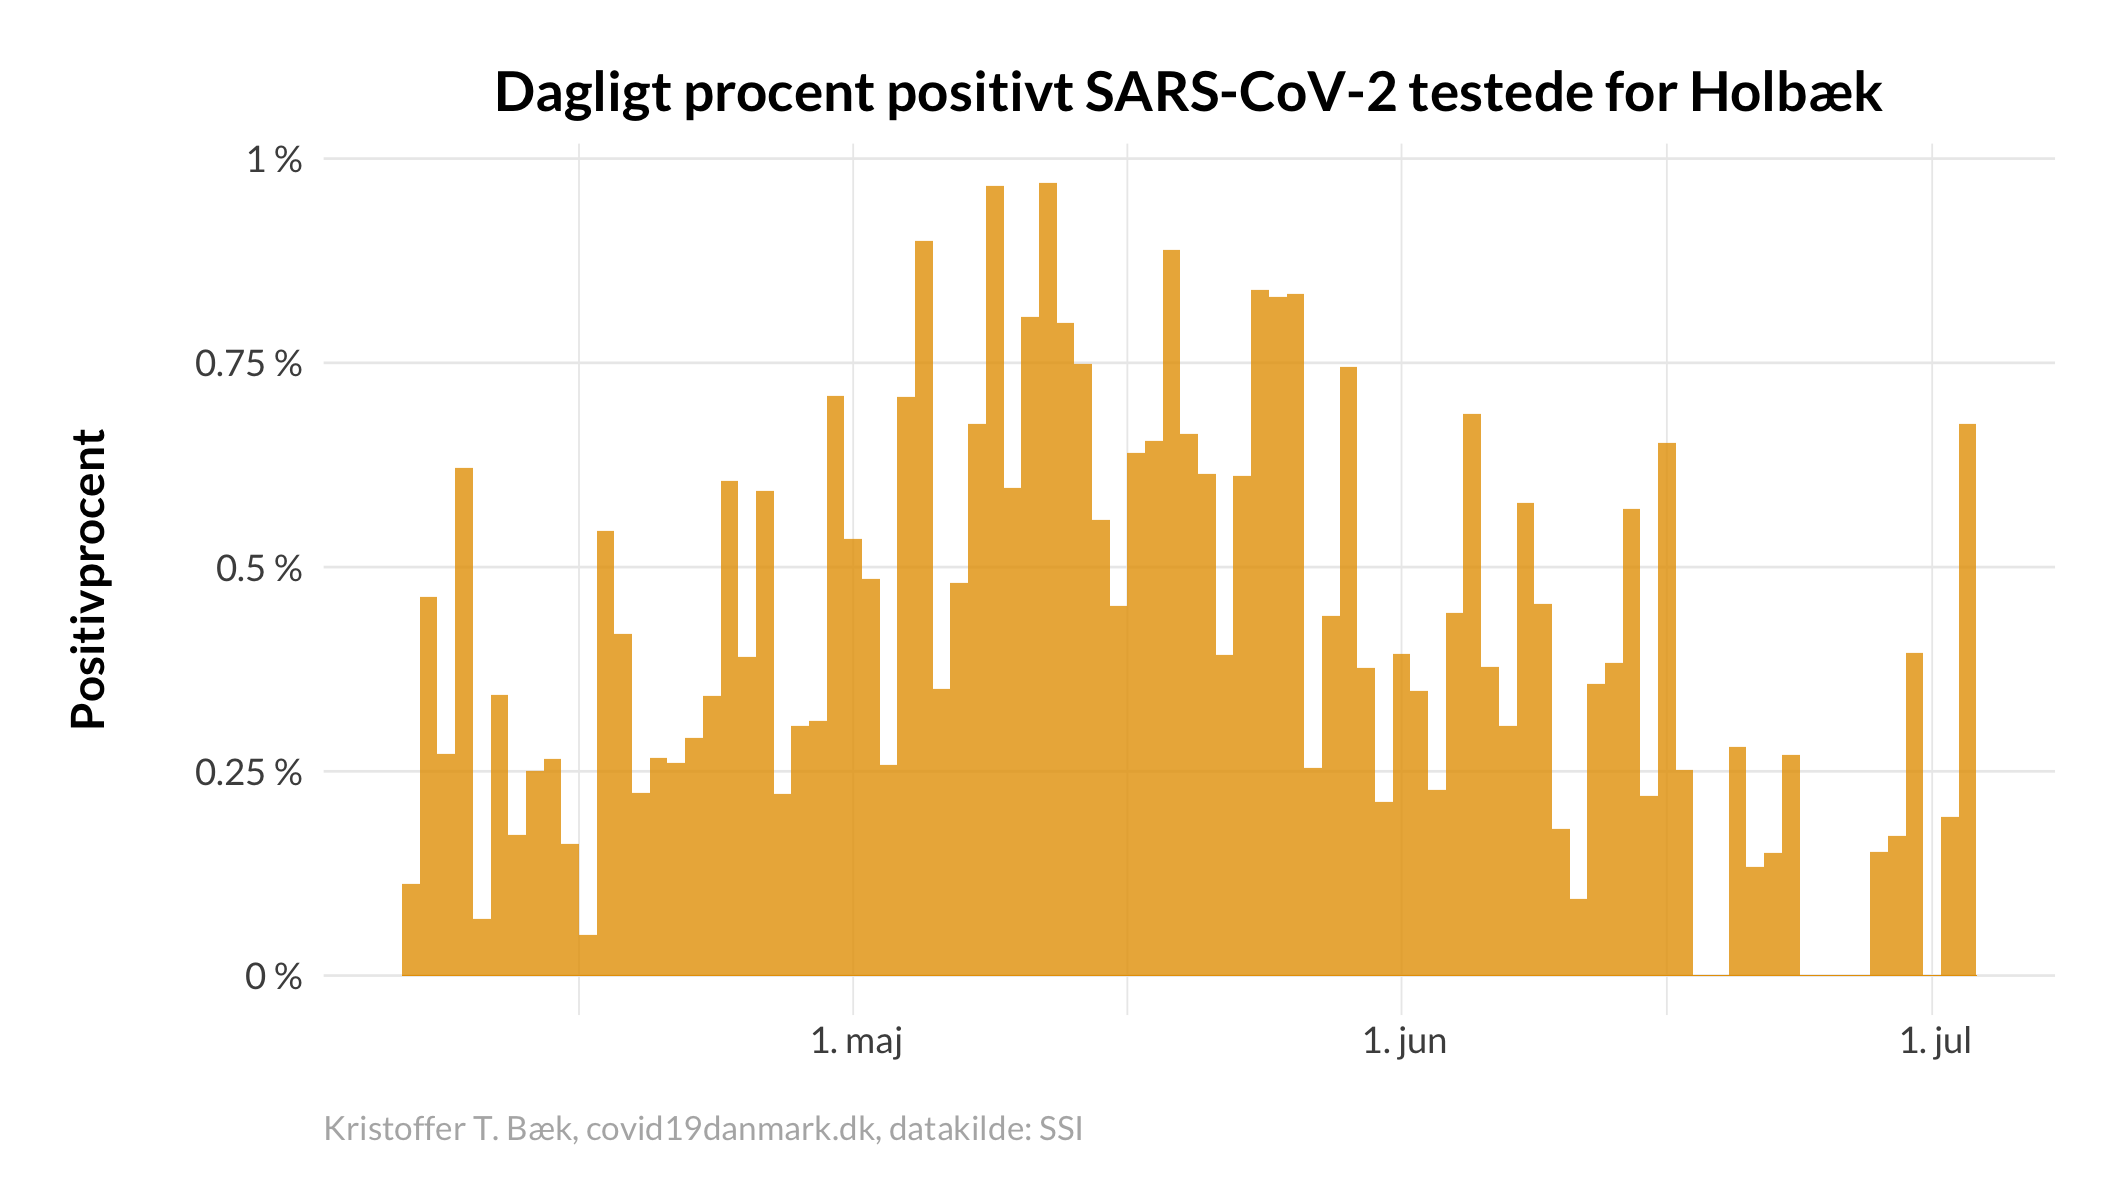 Dagligt procent positivt SARS-CoV-2 testede for Holbæk
1 %
0.75 %
0.5 %
0.25 %
0 %
Positivprocent
1. maj
1. jun
1. jul
Kristoffer T. Bæk, covid19danmark.dk, datakilde: SSI